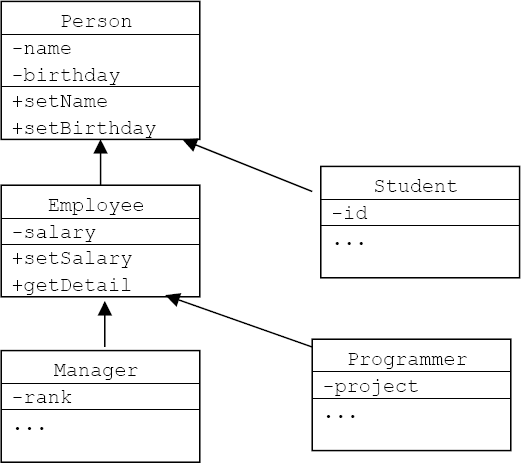 Person
-name
-birthday
+setName
+setBirthday
Student
-id
...
Employee
-salary
+setSalary
+getDetail
Manager
-rank
...
Programmer
-project
...